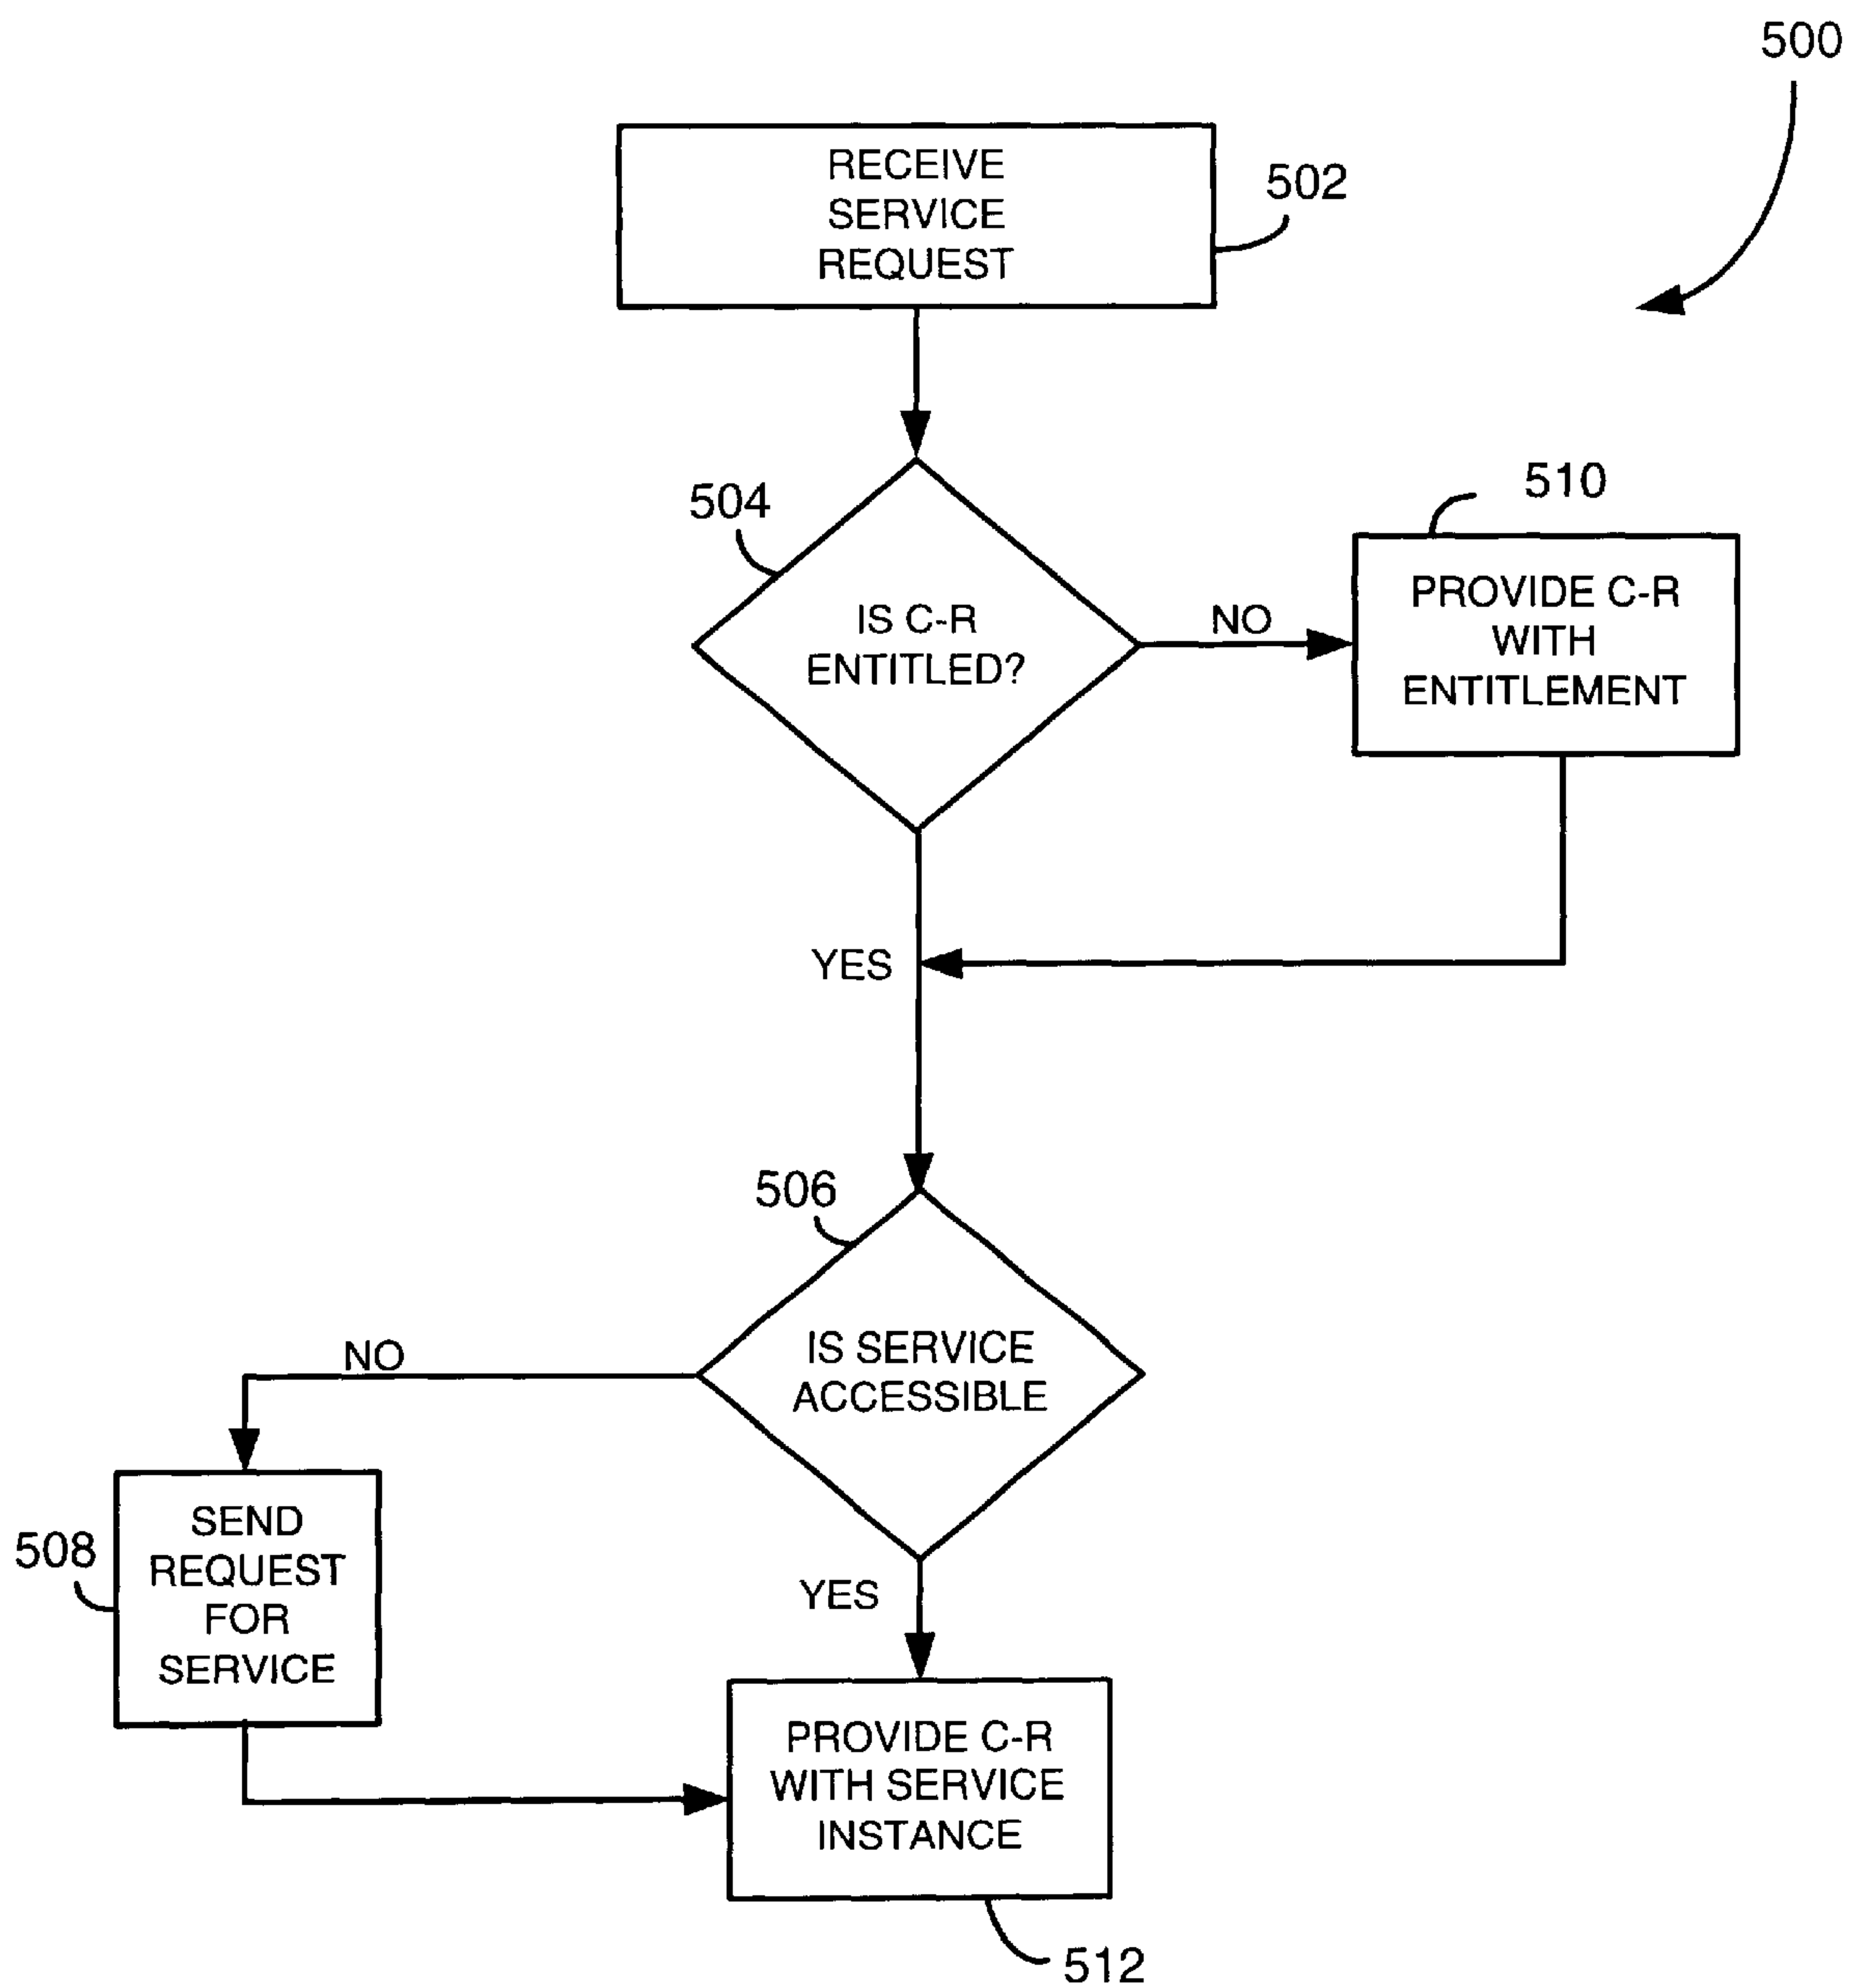 500
RECEIVE
SERVICE
REQUEST
502
504
IS C-R
ENTITLED?
NO
510
PROVIDE C-R
WITH
ENTITLEMENT
YES
506
IS SERVICE
ACCESSIBLE
NO
508
SEND
REQUEST
FOR
SERVICE
YES
PROVIDE C-R
WITH SERVICE
INSTANCE
512